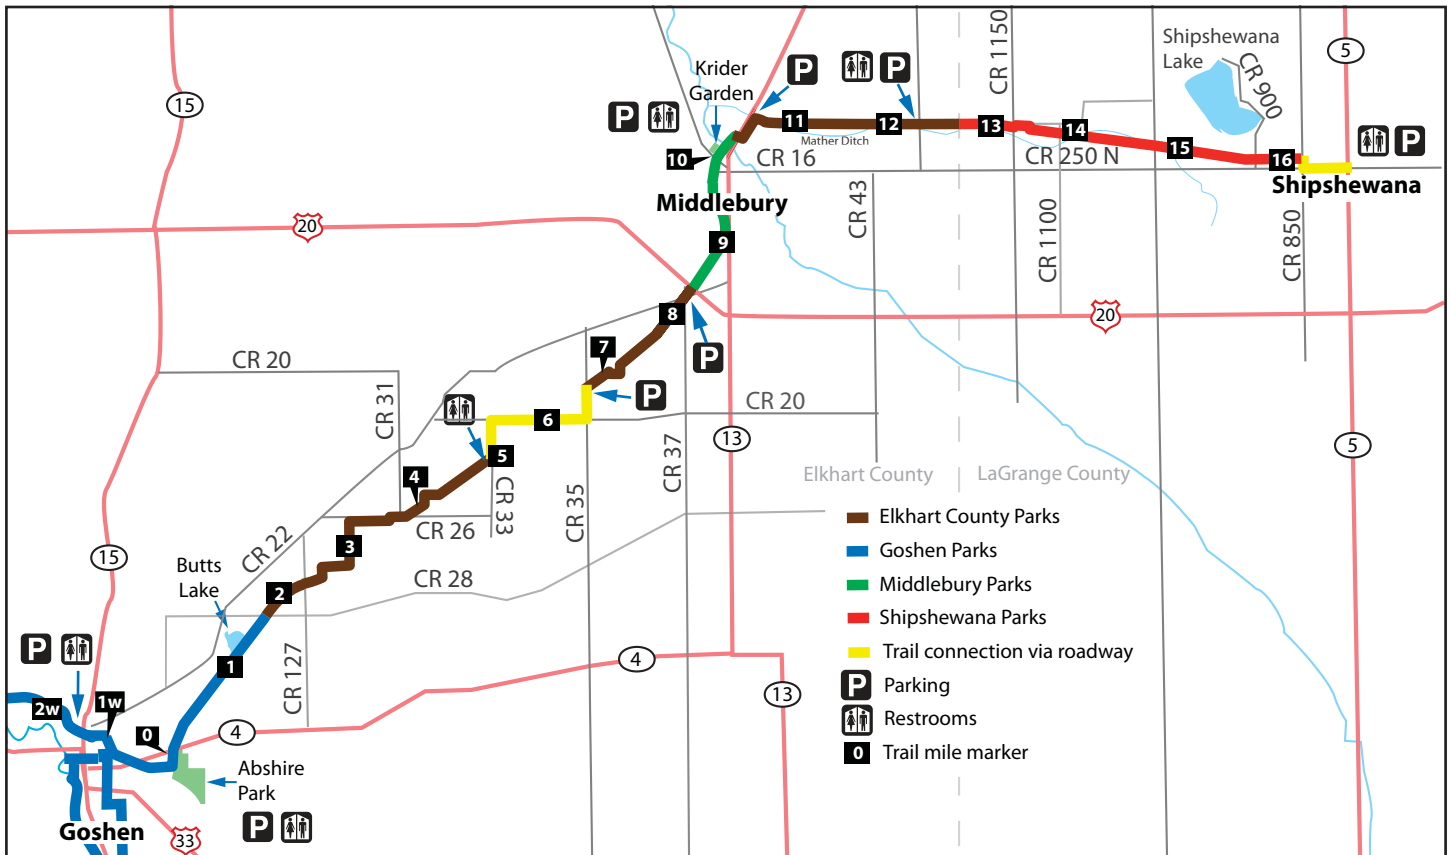 15
Krider
Garden
P
P
P
CR 1150
Shipshewana
Lake
CR 900
5
11
12
13
14
15
16
Mather Ditch
10
CR 16
CR 250 N
P
Shipshewana
Middlebury
CR 43
CR 1100
CR 850
20
9
8
20
7
P
CR 20
CR 31
P
6
CR 20
5
13
5
4
CR 33
CR 35
CR 37
Elkhart County
LaGrange County
CR 26
3
CR 22
15
Butts
Lake
CR 28
2
Elkhart County Parks
Goshen Parks
Middlebury Parks
Shipshewana Parks
Trail connection via roadway
P
Parking
Restrooms
0
Trail mile marker
P
1
CR 127
4
13
2w
1w
0
4
Abshire
Park
P
Goshen
33